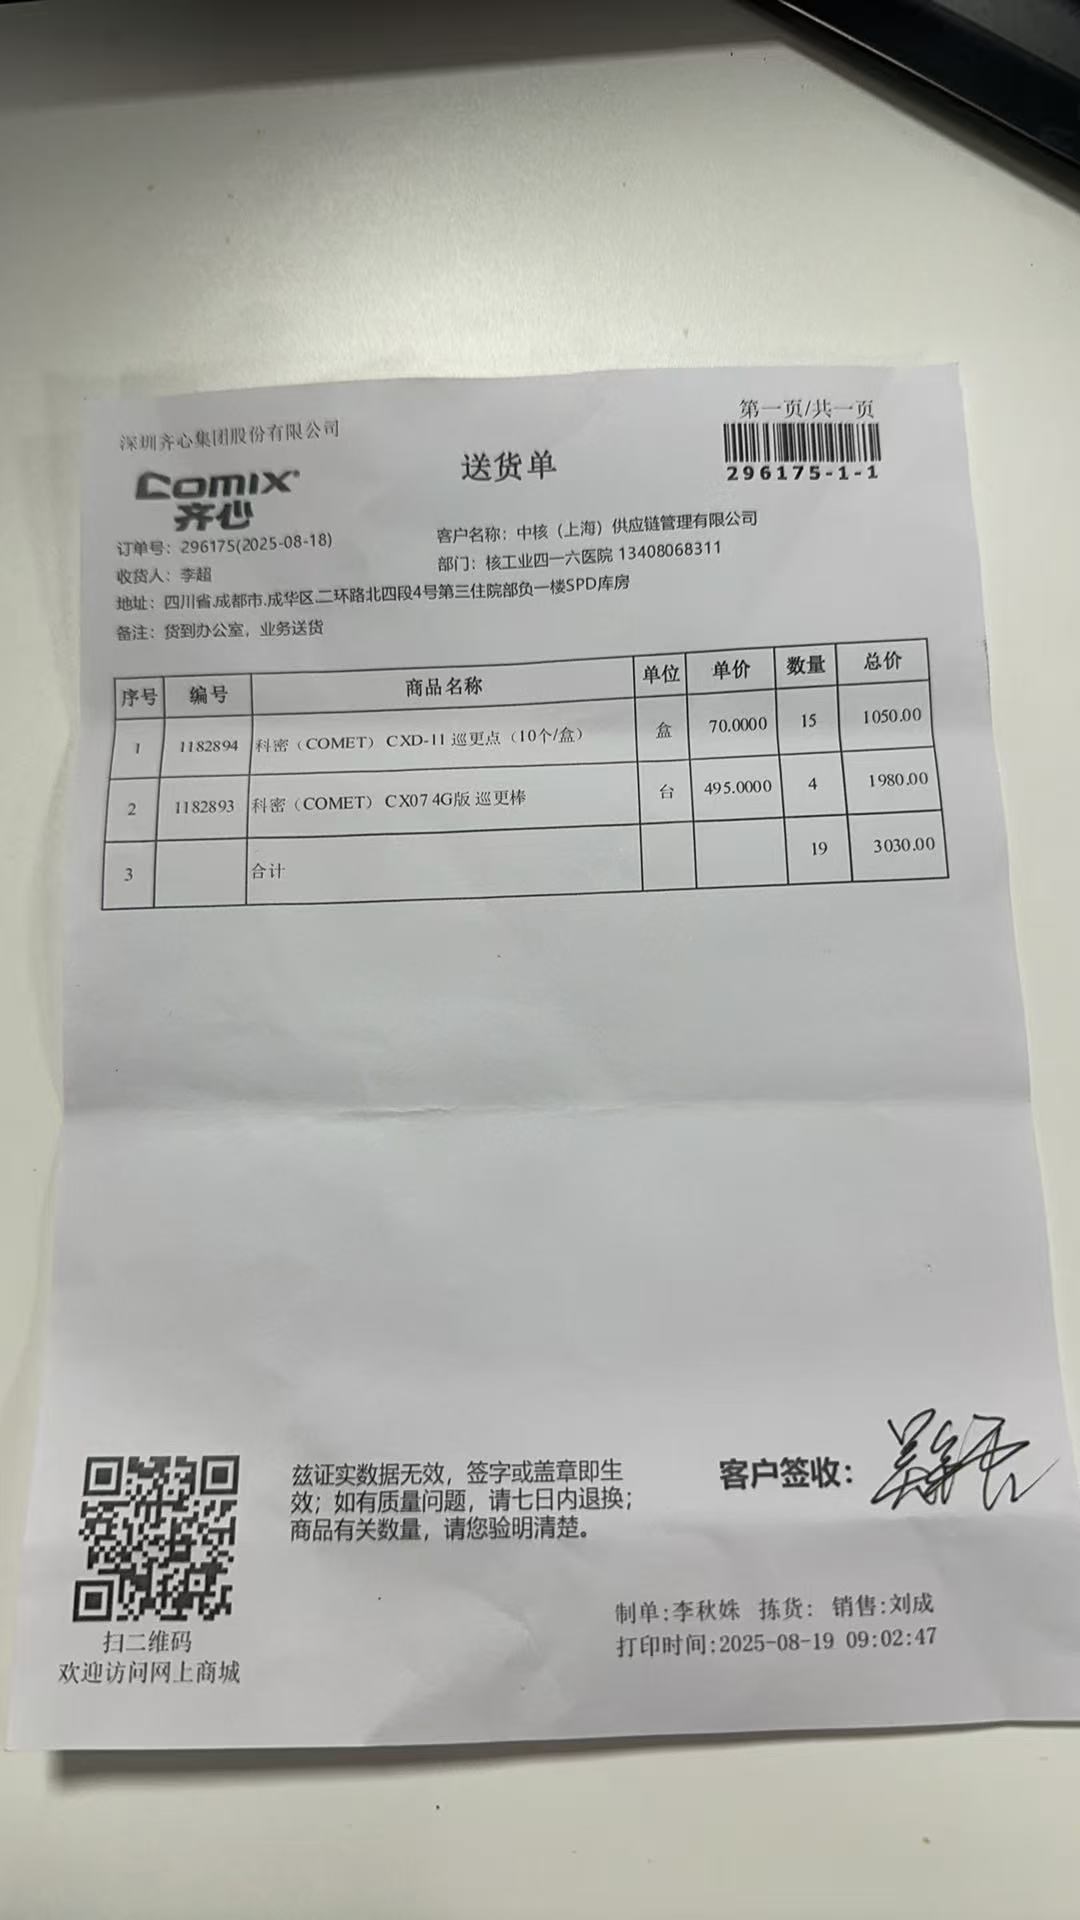 第一页/共一页
深圳齐心集团股份有限公司
comix
齐心
送货单
296175-1-1
订单号：296175(2025-08-18)
客户名称：中核（上海）供应链管理有限公司
收货人：李超
部门：核工业四一六医院 13408068311
地址：四川省.成都市.成华区.二环路北四段4号第三住院部负一楼SPD库房
备注：货到办公室，业务送货
序号 编号 商品名称 单位 单价 数量 总价
1 1182894 科密（COMET） CXD-11 巡更点（10个/盒） 盒 70.0000 15 1050.00
2 1182893 科密（COMET） CX07 4G版 巡更棒 台 495.0000 4 1980.00
3 合计 19 3030.00
兹证实数据无效，签字或盖章即生
效；如有质量问题，请七日内退换；
商品有关数量，请您验明清楚。
客户签收：
扫二维码
欢迎访问网上商城
制单:李秋姝 拣货: 销售:刘成
打印时间:2025-08-19 09:02:47